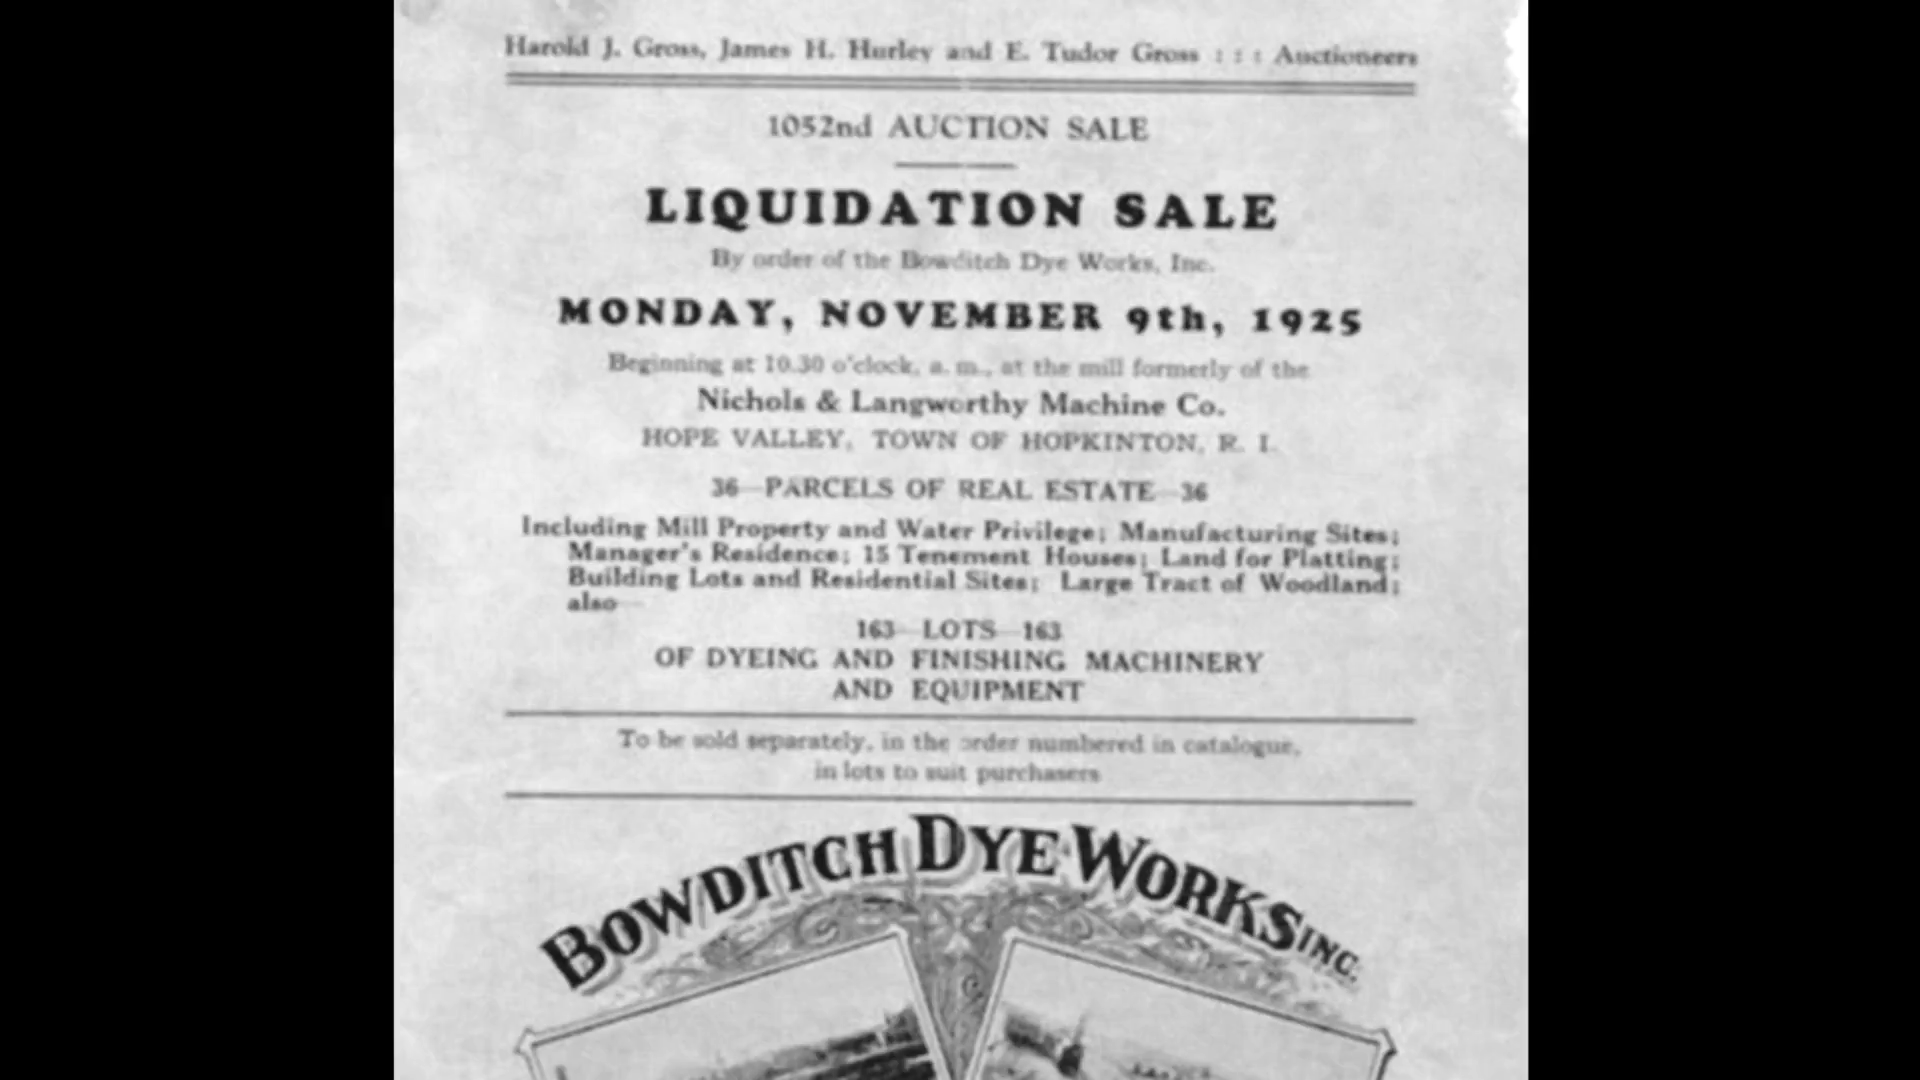 Harold J. Gross, James H. Hurley and E. Tudor Gross : : : Auctioneers
1052nd AUCTION SALE
LIQUIDATION SALE
By order of the Bowditch Dye Works, Inc.
MONDAY, NOVEMBER 9th, 1925
Beginning at 10.30 o'clock, a. m., at the mill formerly of the
Nichols & Langworthy Machine Co.
HOPE VALLEY, TOWN OF HOPKINTON, R. I.
36—PARCELS OF REAL ESTATE—36
Including Mill Property and Water Privilege; Manufacturing Sites;
Manager's Residence; 15 Tenement Houses; Land for Platting;
Building Lots and Residential Sites; Large Tract of Woodland;
also—
163—LOTS—163
OF DYEING AND FINISHING MACHINERY
AND EQUIPMENT
To be sold separately, in the order numbered in catalogue,
in lots to suit purchasers
BOWDITCH DYE WORKS INC.